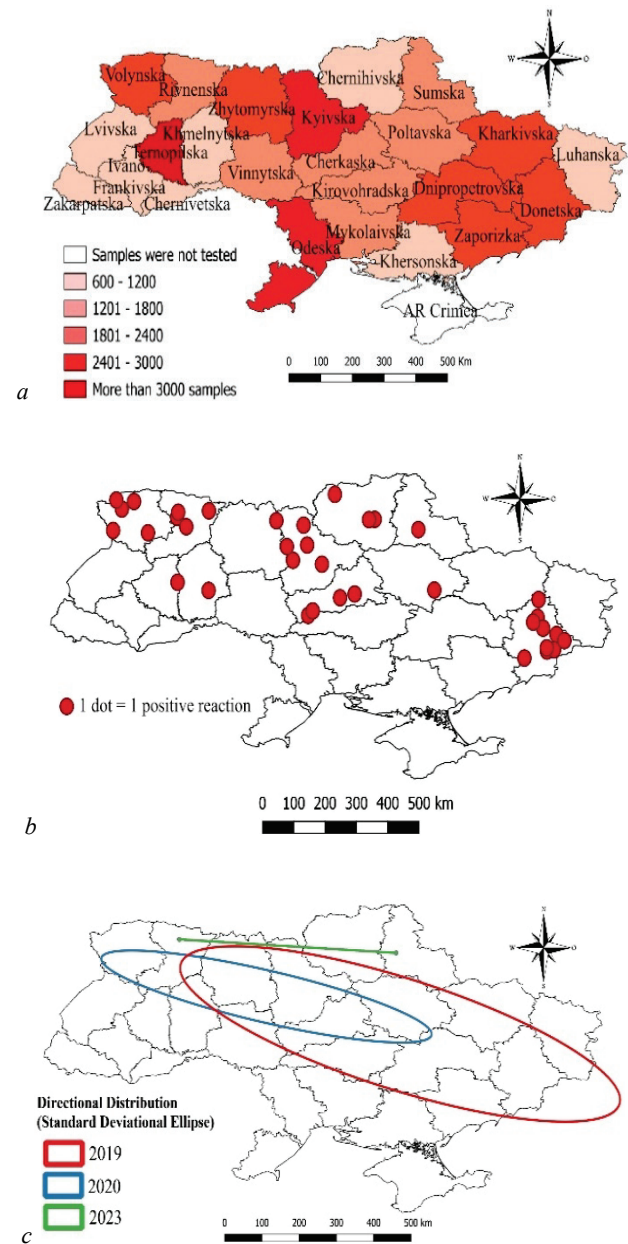 N
W
O
S
Volynska
Rivnenska
Zhytomyrska
Kyivska
Chernihivska
Sumska
Lvivska
Khmelnytska
Ternopilska
Ivano
Frankivska
Zakarpatska
Chernivetska
Vinnytska
Cherkaska
Poltavska
Kharkivska
Luhanska
Kirovohradska
Dnipropetrovska
Donetska
Odeska
Mykolaivska
Zaporizka
Khersonska
AR Crimea
Samples were not tested
600 - 1200
1201 - 1800
1801 - 2400
2401 - 3000
More than 3000 samples
0 100 200 300 400 500 Km
a
N
W
O
S
1 dot = 1 positive reaction
0 100 200 300 400 500 km
b
N
W
O
S
Directional Distribution
(Standard Deviational Ellipse)
2019
2020
2023
0 100 200 300 400 500 km
c